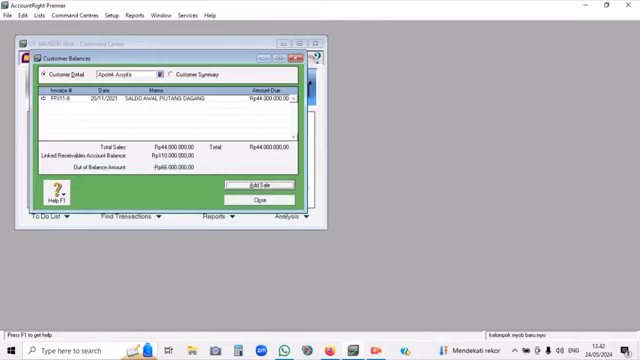 AccountRight Premier
File Edit Lists Command Centres Setup Reports Window Services Help
CV. MANDIRI JAYA - Command Centre
Customer Balances
Customer Detail Apotek Assyifa Customer Summary
Invoice # Date Memo Amount Due
FPJ11-8 20/11/2021 SALDO AWAL PIUTANG DAGANG Rp44.000.000,00
Total Sales: Rp44.000.000,00 Total: Rp44.000.000,00
Linked Receivables Account Balance: Rp110.000.000,00
Out of Balance Amount: -Rp66.000.000,00
Add Sale
Help F1
Close
To Do List Find Transactions Reports Analysis
Press F1 to get help. kelompok myob baru.myo
Type here to search
Mendekati rekor
ENG
13.42
24/05/2024